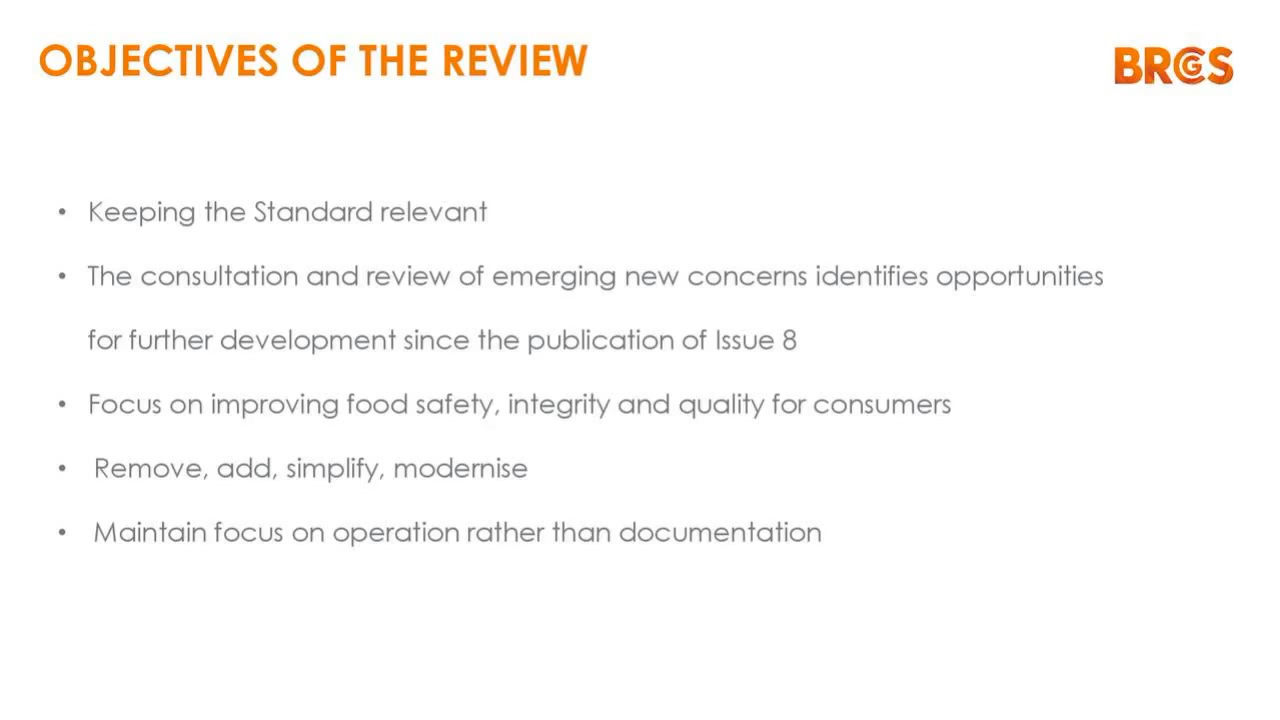 OBJECTIVES OF THE REVIEW
BRCGS
• Keeping the Standard relevant
• The consultation and review of emerging new concerns identifies opportunities
for further development since the publication of Issue 8
• Focus on improving food safety, integrity and quality for consumers
• Remove, add, simplify, modernise
• Maintain focus on operation rather than documentation